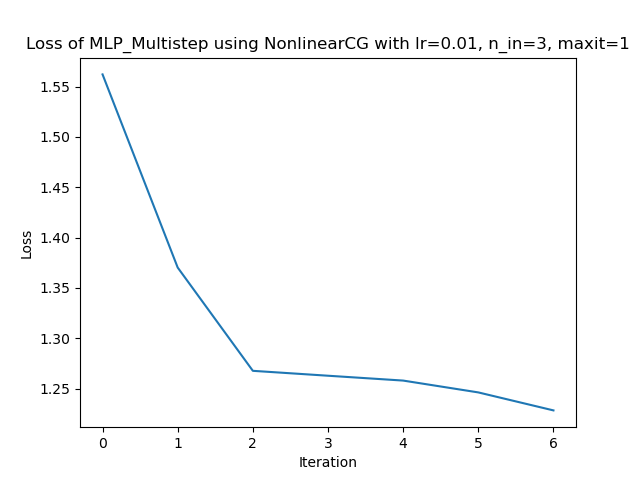 Loss of MLP_Multistep using NonlinearCG with lr=0.01, n_in=3, maxit=1
1.55
1.50
1.45
1.40
1.35
1.30
1.25
Loss
0 1 2 3 4 5 6
Iteration